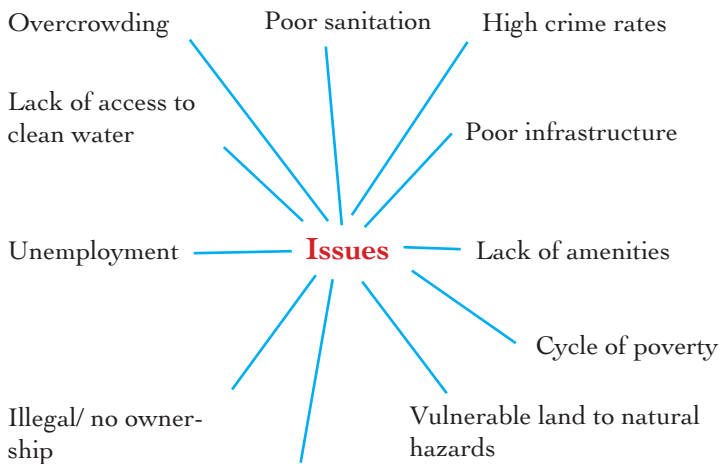 Overcrowding
Poor sanitation
High crime rates
Lack of access to
clean water
Poor infrastructure
Unemployment
Issues
Lack of amenities
Cycle of poverty
Illegal/ no owner-
ship
Vulnerable land to natural
hazards